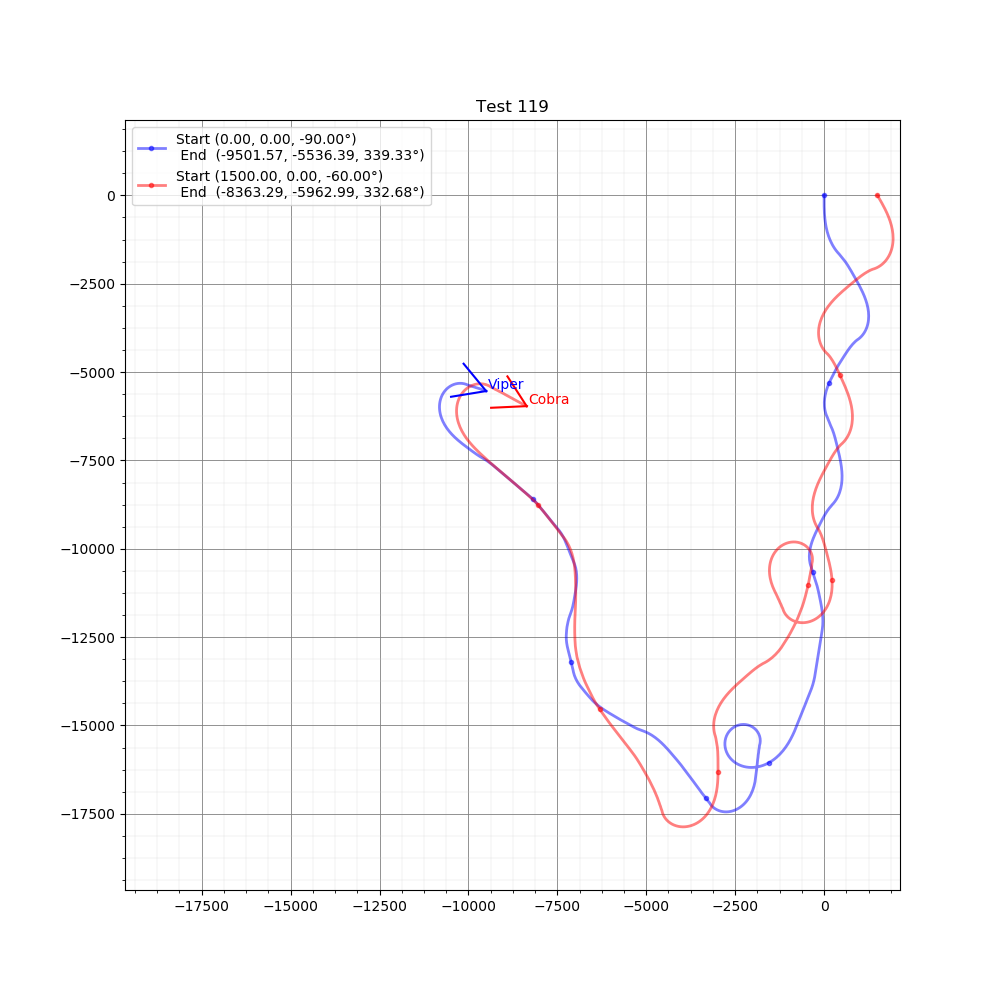 Test 119
Start (0.00, 0.00, -90.00°)
End (-9501.57, -5536.39, 339.33°)
Start (1500.00, 0.00, -60.00°)
End (-8363.29, -5962.99, 332.68°)
0
−2500
−5000
−7500
−10000
−12500
−15000
−17500
Viper
Cobra
−17500 −15000 −12500 −10000 −7500 −5000 −2500 0